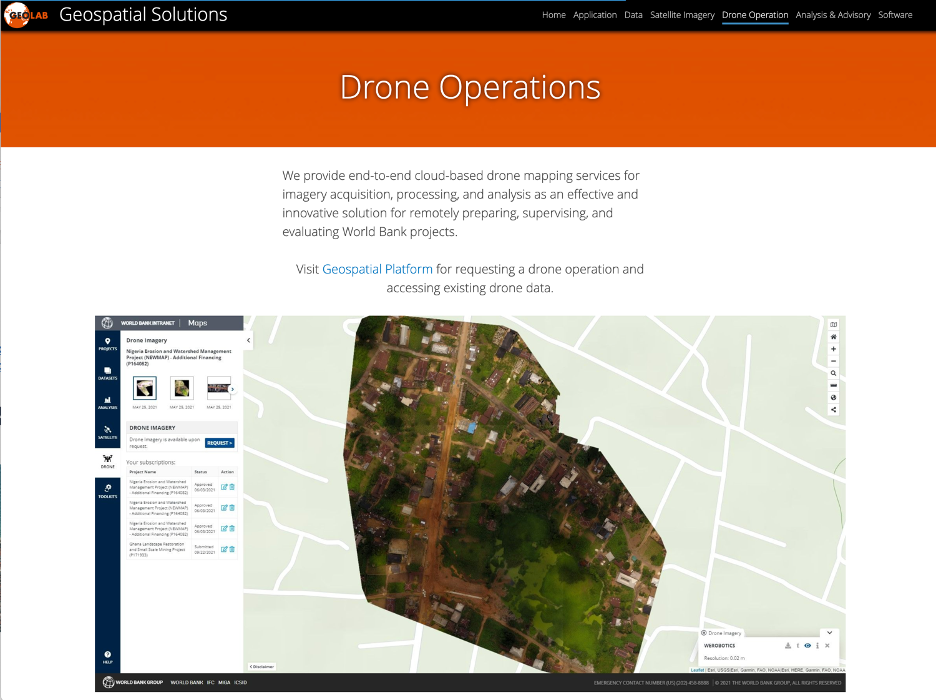 GEOLAB
Geospatial Solutions
Home Application Data Satellite Imagery Drone Operation Analysis & Advisory Software
Drone Operations
We provide end-to-end cloud-based drone mapping services for
imagery acquisition, processing, and analysis as an effective and
innovative solution for remotely preparing, supervising, and
evaluating World Bank projects.
Visit Geospatial Platform for requesting a drone operation and
accessing existing drone data.
WORLD BANK INTRANET | Maps
PROJECTS
DATASETS
ANALYSIS
SATELLITE
DRONE
TOOLKITS
HELP
Drone Imagery
Nigeria Erosion and Watershed Management
Project (NEWMAP) - Additional Financing
(P164082)
MAY 29, 2021 MAY 29, 2021 MAY 29, 2021
DRONE IMAGERY
Drone imagery is available upon
request.
REQUEST >
Your subscriptions:
Project Name Status Action
Nigeria Erosion and Watershed
Management Project (NEWMAP)
- Additional Financing (P164082)
Approved
06/03/2021
Nigeria Erosion and Watershed
Management Project (NEWMAP)
- Additional Financing (P164082)
Approved
06/03/2021
Nigeria Erosion and Watershed
Management Project (NEWMAP)
- Additional Financing (P164082)
Approved
06/03/2021
Ghana Landscape Restoration
and Small Scale Mining Project
(P171933)
Submitted
09/22/2021
Disclaimer
Drone Imagery
WEROBOTICS
Resolution: 0.02 m
Leaflet | Esri, USGS|Esri, Garmin, FAO, NOAA|Esri, HERE, Garmin, FAO, NOAA
WORLD BANK GROUP WORLD BANK IFC MIGA ICSID
EMERGENCY CONTACT NUMBER (US) (202) 458-8888 | © 2021 THE WORLD BANK GROUP, ALL RIGHTS RESERVED